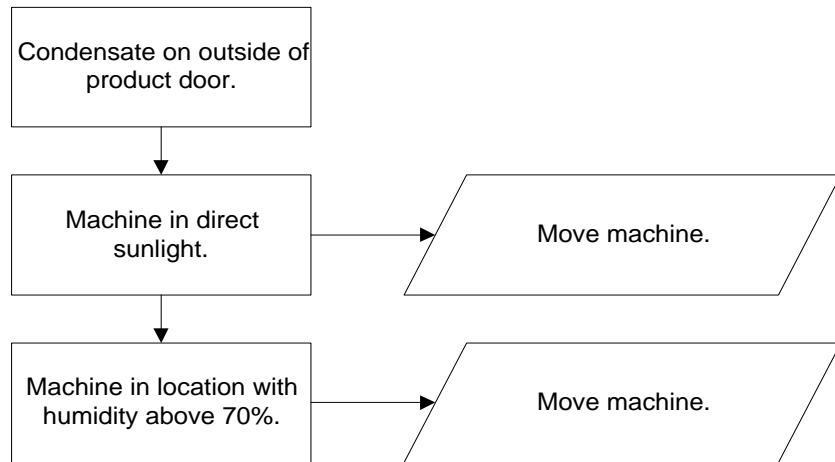 Condensate on outside of
product door.
Machine in direct
sunlight.
Move machine.
Machine in location with
humidity above 70%.
Move machine.